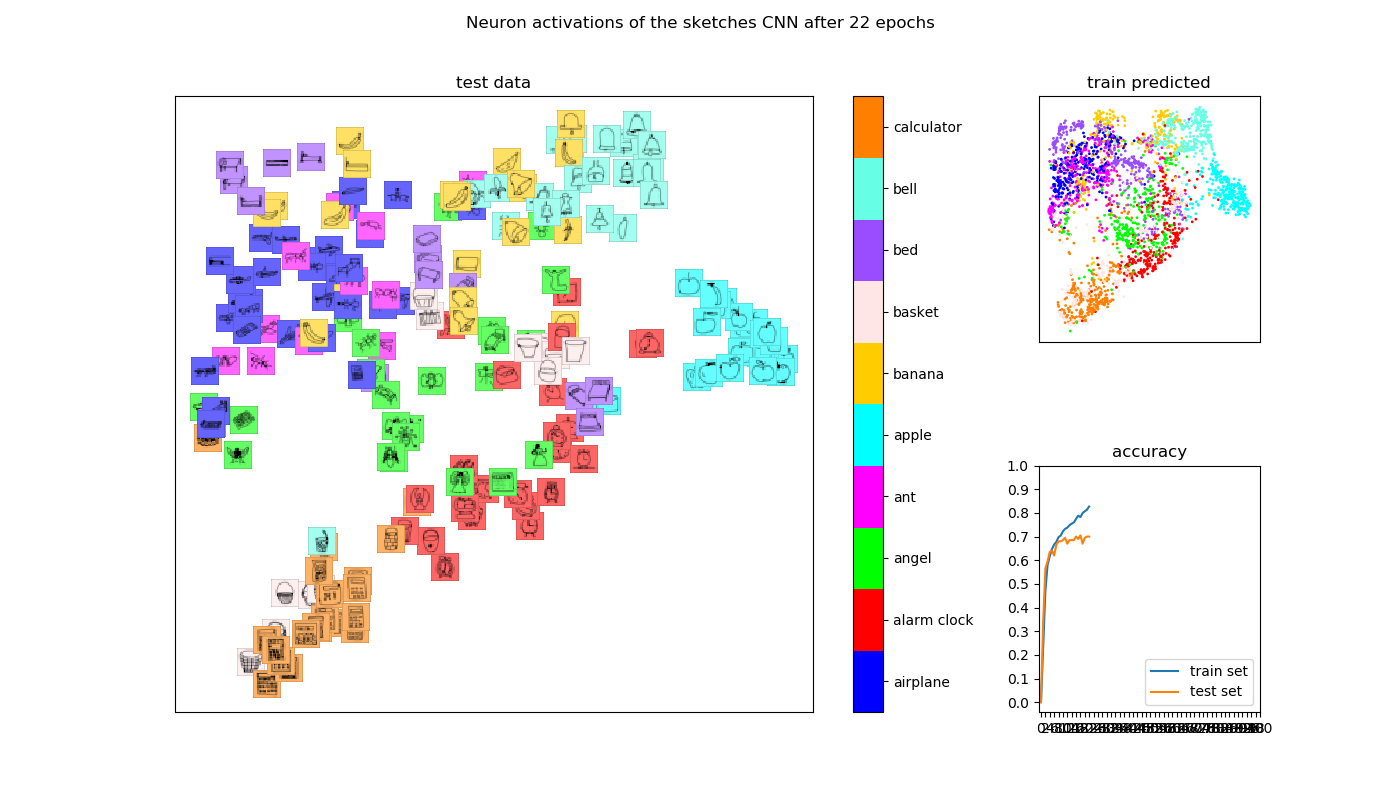 Neuron activations of the sketches CNN after 22 epochs
test data
calculator
bell
bed
basket
banana
apple
ant
angel
alarm clock
airplane
train predicted
accuracy
1.0
0.9
0.8
0.7
0.6
0.5
0.4
0.3
0.2
0.1
0.0
train set
test set